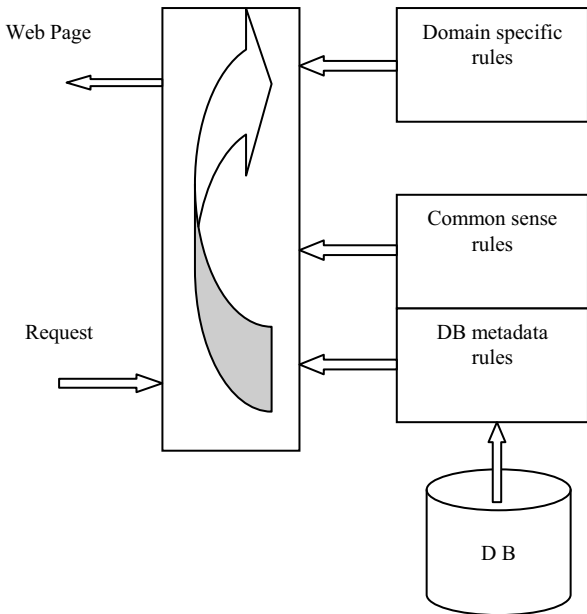 Web Page
Domain specific
rules
Common sense
rules
Request
DB metadata
rules
D B